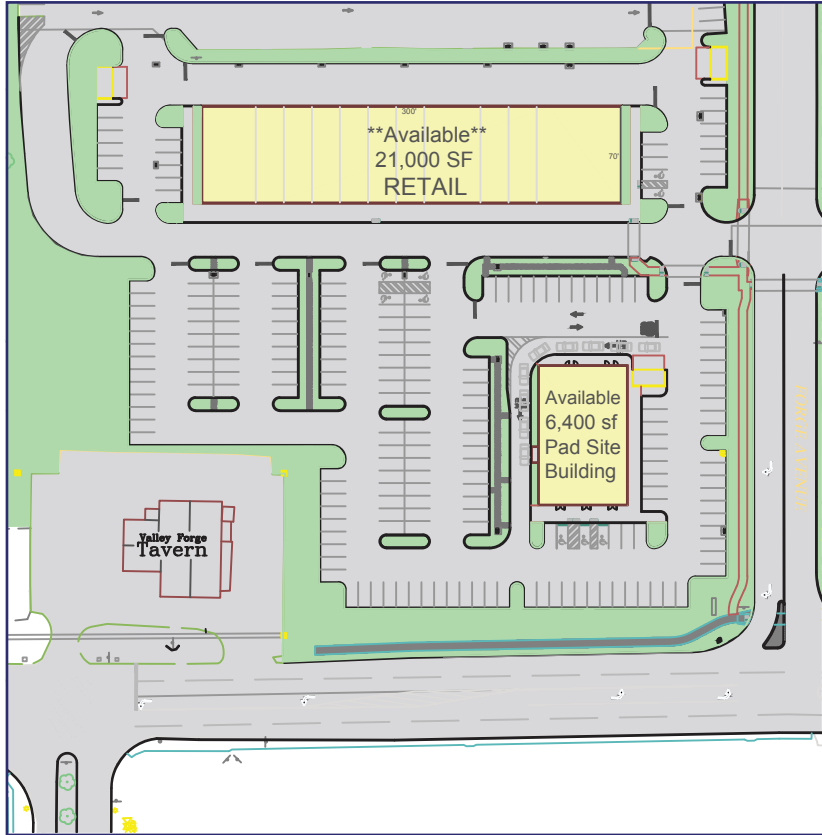 300'
**Available**
21,000 SF
70'
RETAIL
Available
6,400 sf
Pad Site
Building
Valley Forge
Tavern